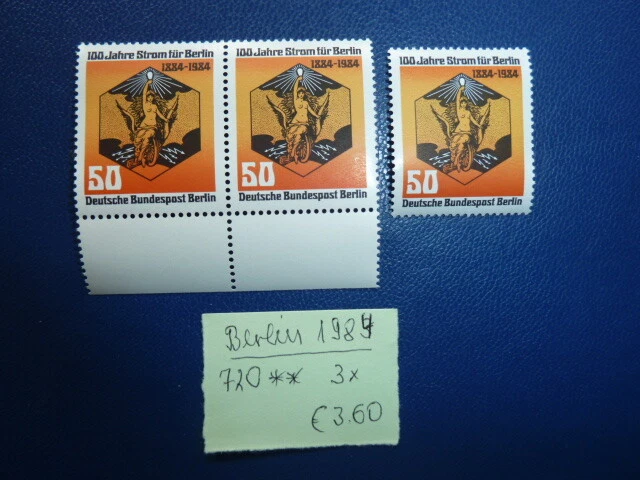 100 Jahre Strom für Berlin
1884-1984
50
Deutsche Bundespost Berlin
100 Jahre Strom für Berlin
1884-1984
50
Deutsche Bundespost Berlin
100 Jahre Strom für Berlin
1884-1984
50
Deutsche Bundespost Berlin
Berlin 1984
720 ** 3x
€ 3.60